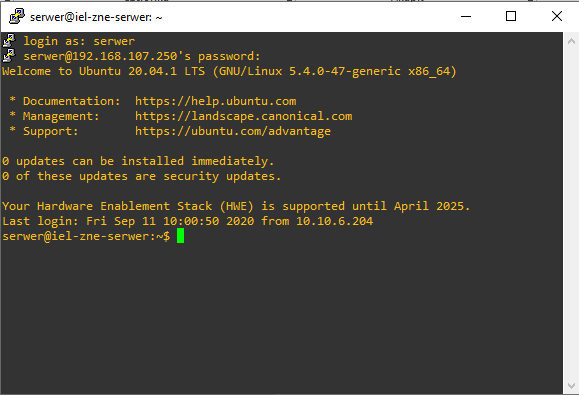 serwer@iel-zne-serwer: ~
login as: serwer
serwer@192.168.107.250's password:
Welcome to Ubuntu 20.04.1 LTS (GNU/Linux 5.4.0-47-generic x86_64)
* Documentation:  https://help.ubuntu.com
* Management:     https://landscape.canonical.com
* Support:        https://ubuntu.com/advantage
0 updates can be installed immediately.
0 of these updates are security updates.
Your Hardware Enablement Stack (HWE) is supported until April 2025.
Last login: Fri Sep 11 10:00:50 2020 from 10.10.6.204
serwer@iel-zne-serwer:~$